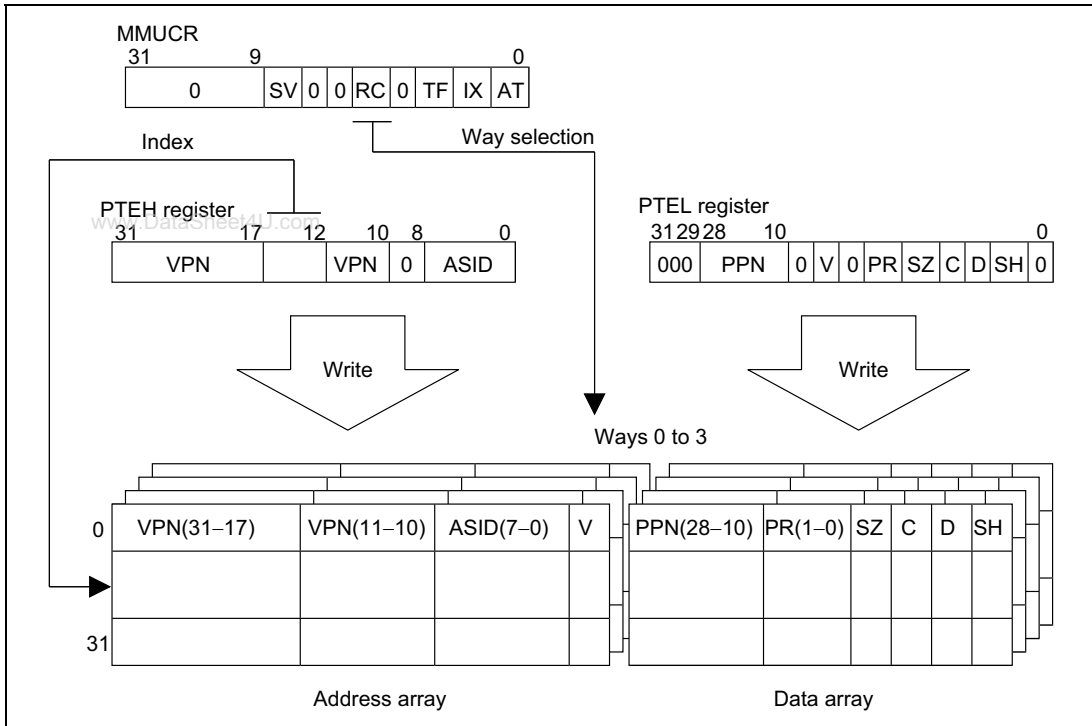 MMUCR
31 9 0
0 SV 0 0 RC 0 TF IX AT
Index
Way selection
PTEH register
www.DataSheet4U.com
31 17 12 10 8 0
VPN VPN 0 ASID
PTEL register
31 29 28 10 0
000 PPN 0 V 0 PR SZ C D SH 0
Write
Write
Ways 0 to 3
0 VPN(31–17) VPN(11–10) ASID(7–0) V PPN(28–10) PR(1–0) SZ C D SH
31
Address array
Data array